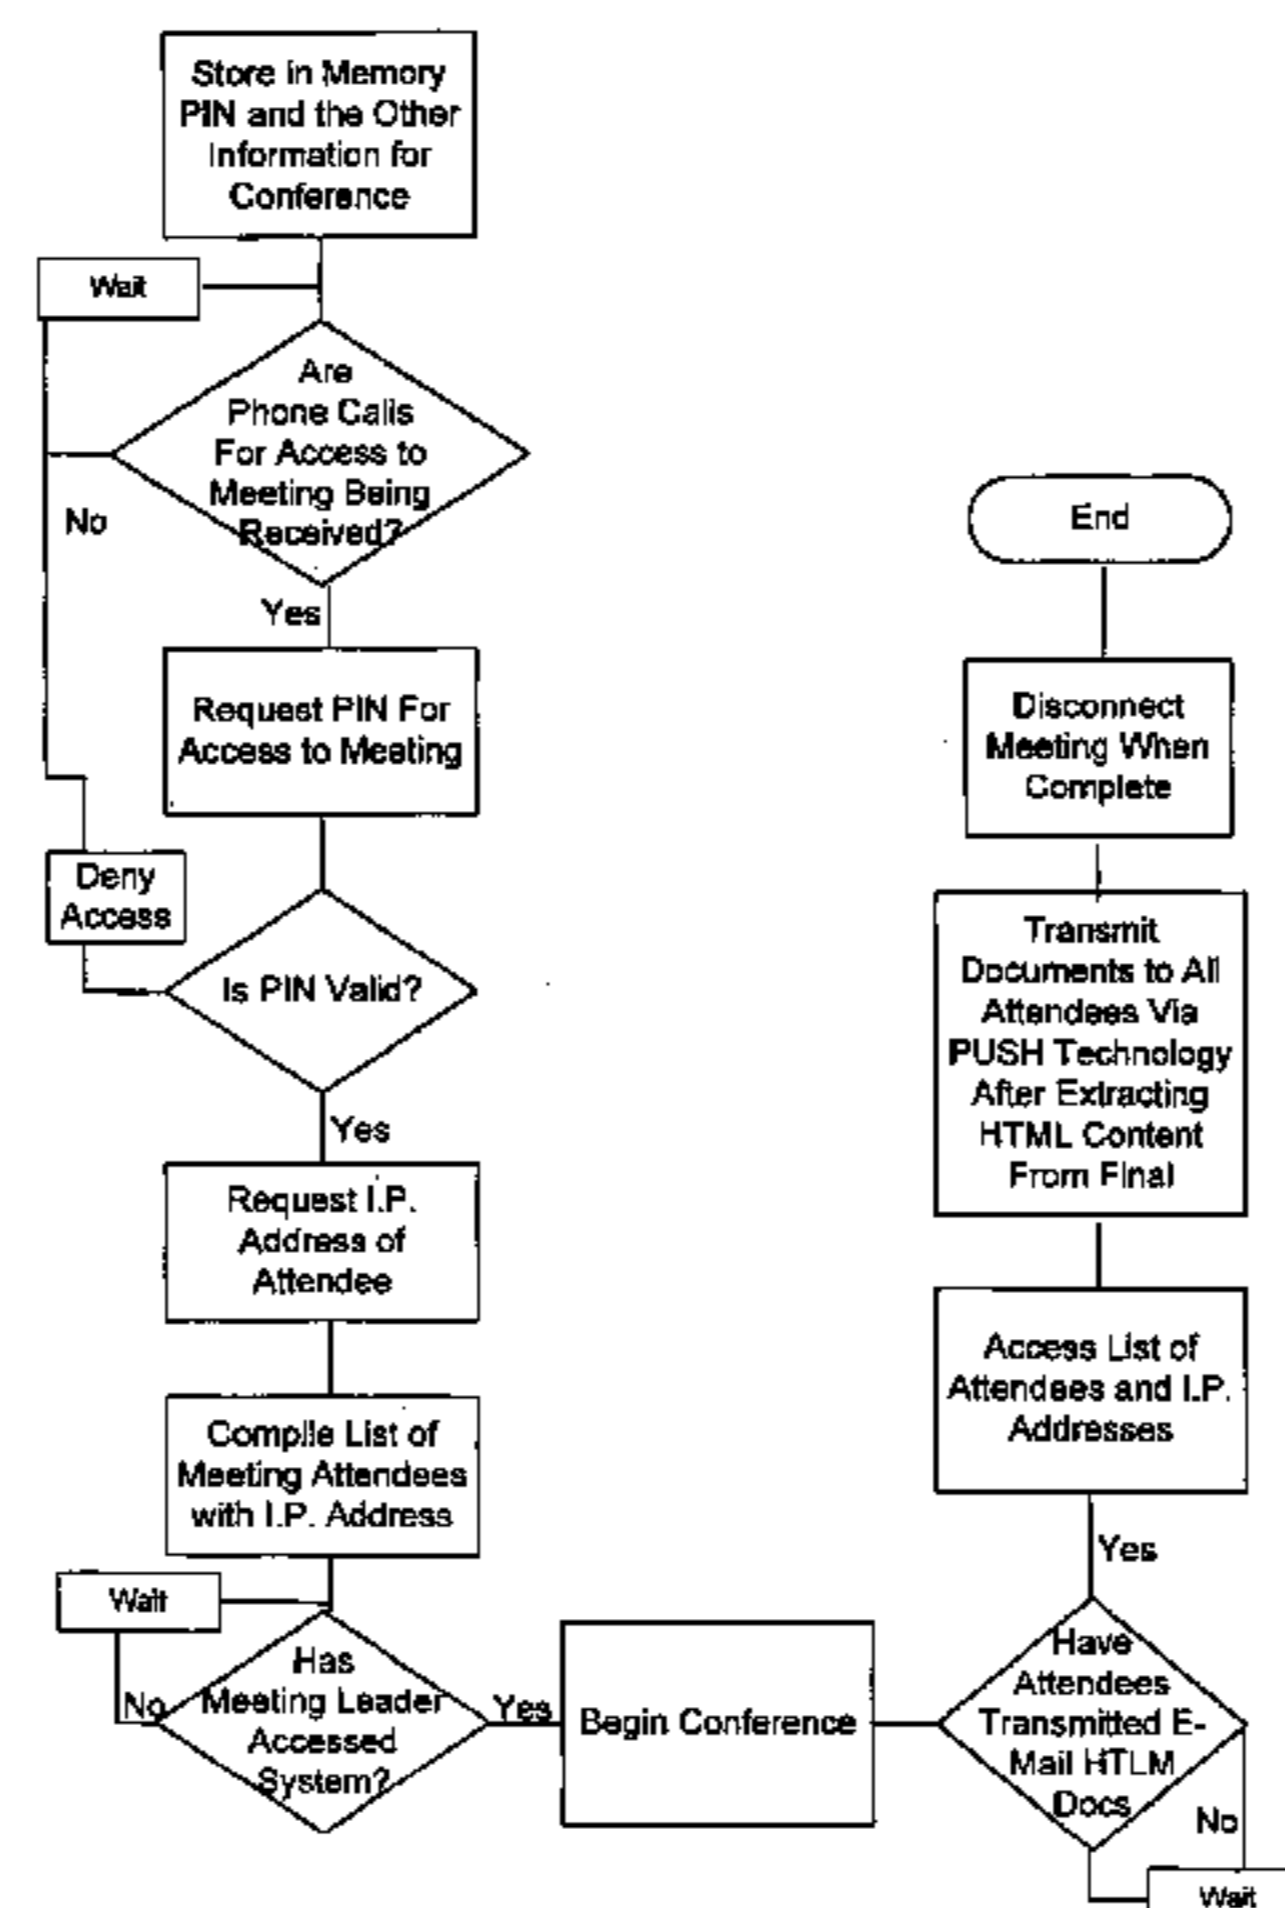 Store in Memory
PIN and the Other
Information for
Conference
Wait
Are
Phone Calls
For Access to
Meeting Being
Received?
No
Yes
Request PIN For
Access to Meeting
Deny
Access
Is PIN Valid?
Yes
Request I.P.
Address of
Attendee
Compile List of
Meeting Attendees
with I.P. Address
Wait
Has
Meeting Leader
Accessed
System?
No
Yes
Begin Conference
Have
Attendees
Transmitted E-
Mail HTLM
Docs
No
Wait
Yes
Access List of
Attendees and I.P.
Addresses
Transmit
Documents to All
Attendees Via
PUSH Technology
After Extracting
HTML Content
From Final
Disconnect
Meeting When
Complete
End